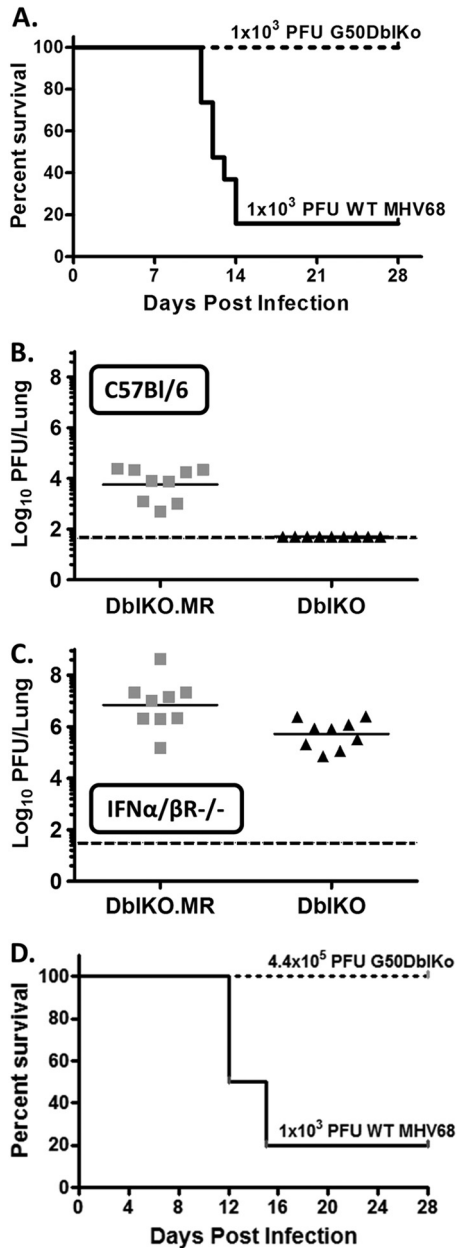 A.
1x10³ PFU G50DblKo
100
80
60
40
20
0
Percent survival
1x10³ PFU WT MHV68
0 7 14 21 28
Days Post Infection
B.
C57Bl/6
8
6
4
2
0
Log₁₀ PFU/Lung
DblKO.MR DblKO
C.
8
6
4
2
0
Log₁₀ PFU/Lung
IFNα/βR-/-
DblKO.MR DblKO
D.
4.4x10⁵ PFU G50DblKo
100
80
60
40
20
0
Percent survival
1x10³ PFU WT MHV68
0 4 8 12 16 20 24 28
Days Post Infection